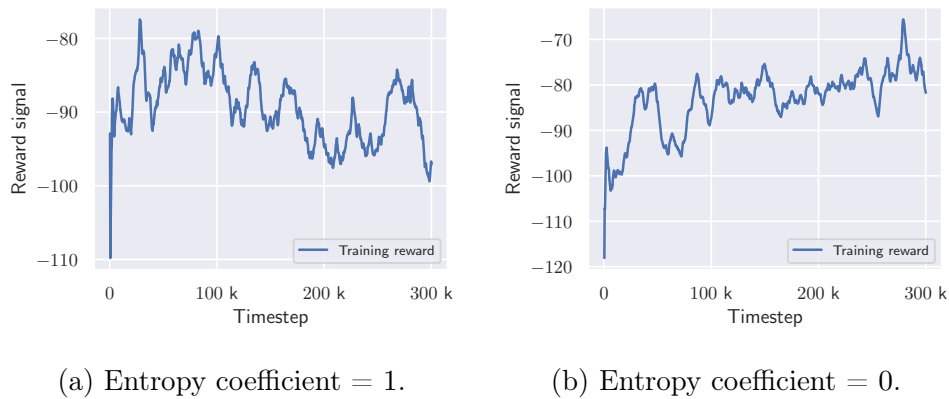 −80
−90
−100
−110
Reward signal
0
100 k
200 k
300 k
Timestep
Training reward
(a) Entropy coefficient = 1.
−70
−80
−90
−100
−110
−120
Reward signal
0
100 k
200 k
300 k
Timestep
Training reward
(b) Entropy coefficient = 0.